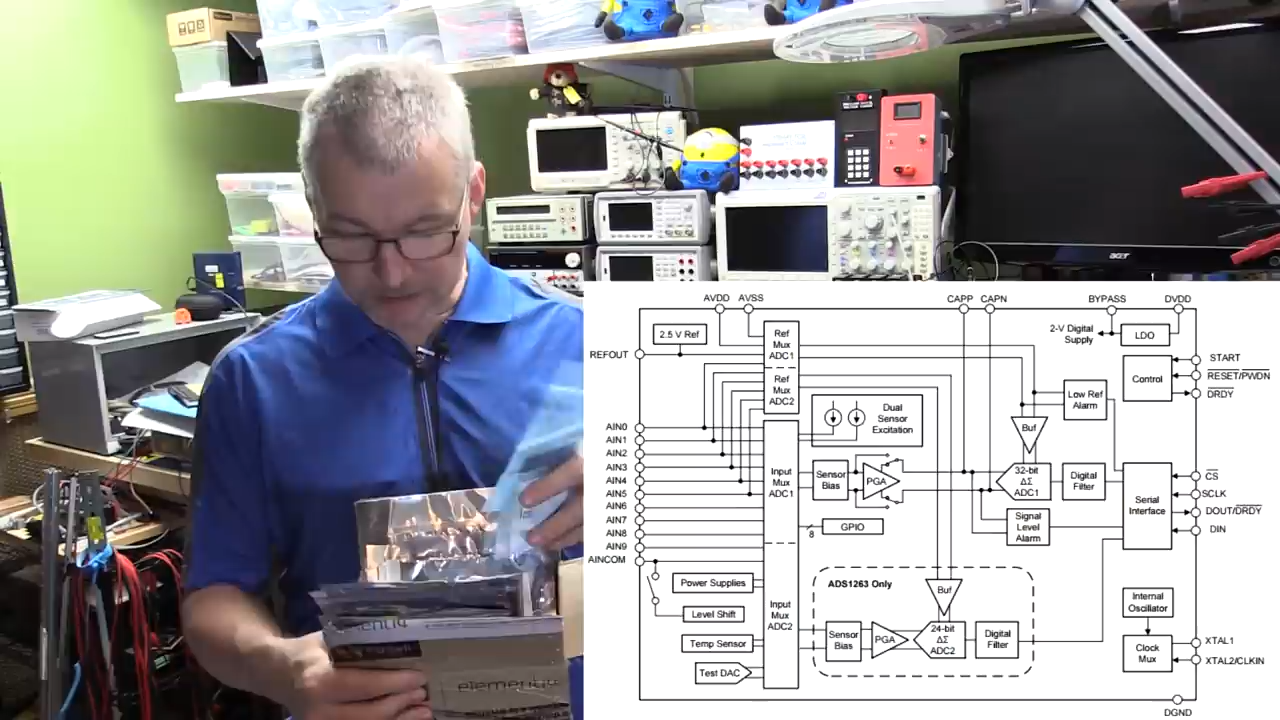 acer
element14
AVDD
AVSS
CAPP
CAPN
BYPASS
DVDD
2.5 V Ref
Ref
Mux
ADC1
2-V Digital
Supply
LDO
REFOUT
START
Control
RESET/PWDN
DRDY
Ref
Mux
ADC2
Low Ref
Alarm
Dual
Sensor
Excitation
Buf
AIN0
AIN1
AIN2
AIN3
AIN4
AIN5
AIN6
AIN7
AIN8
AIN9
AINCOM
Input
Mux
ADC1
Sensor
Bias
PGA
32-bit
ΔΣ
ADC1
Digital
Filter
Serial
Interface
CS
SCLK
DOUT/DRDY
DIN
Signal
Level
Alarm
8
GPIO
ADS1263 Only
Power Supplies
Level Shift
Temp Sensor
Test DAC
Input
Mux
ADC2
Buf
Sensor
Bias
PGA
24-bit
ΔΣ
ADC2
Digital
Filter
Internal
Oscillator
Clock
Mux
XTAL1
XTAL2/CLKIN
DGND